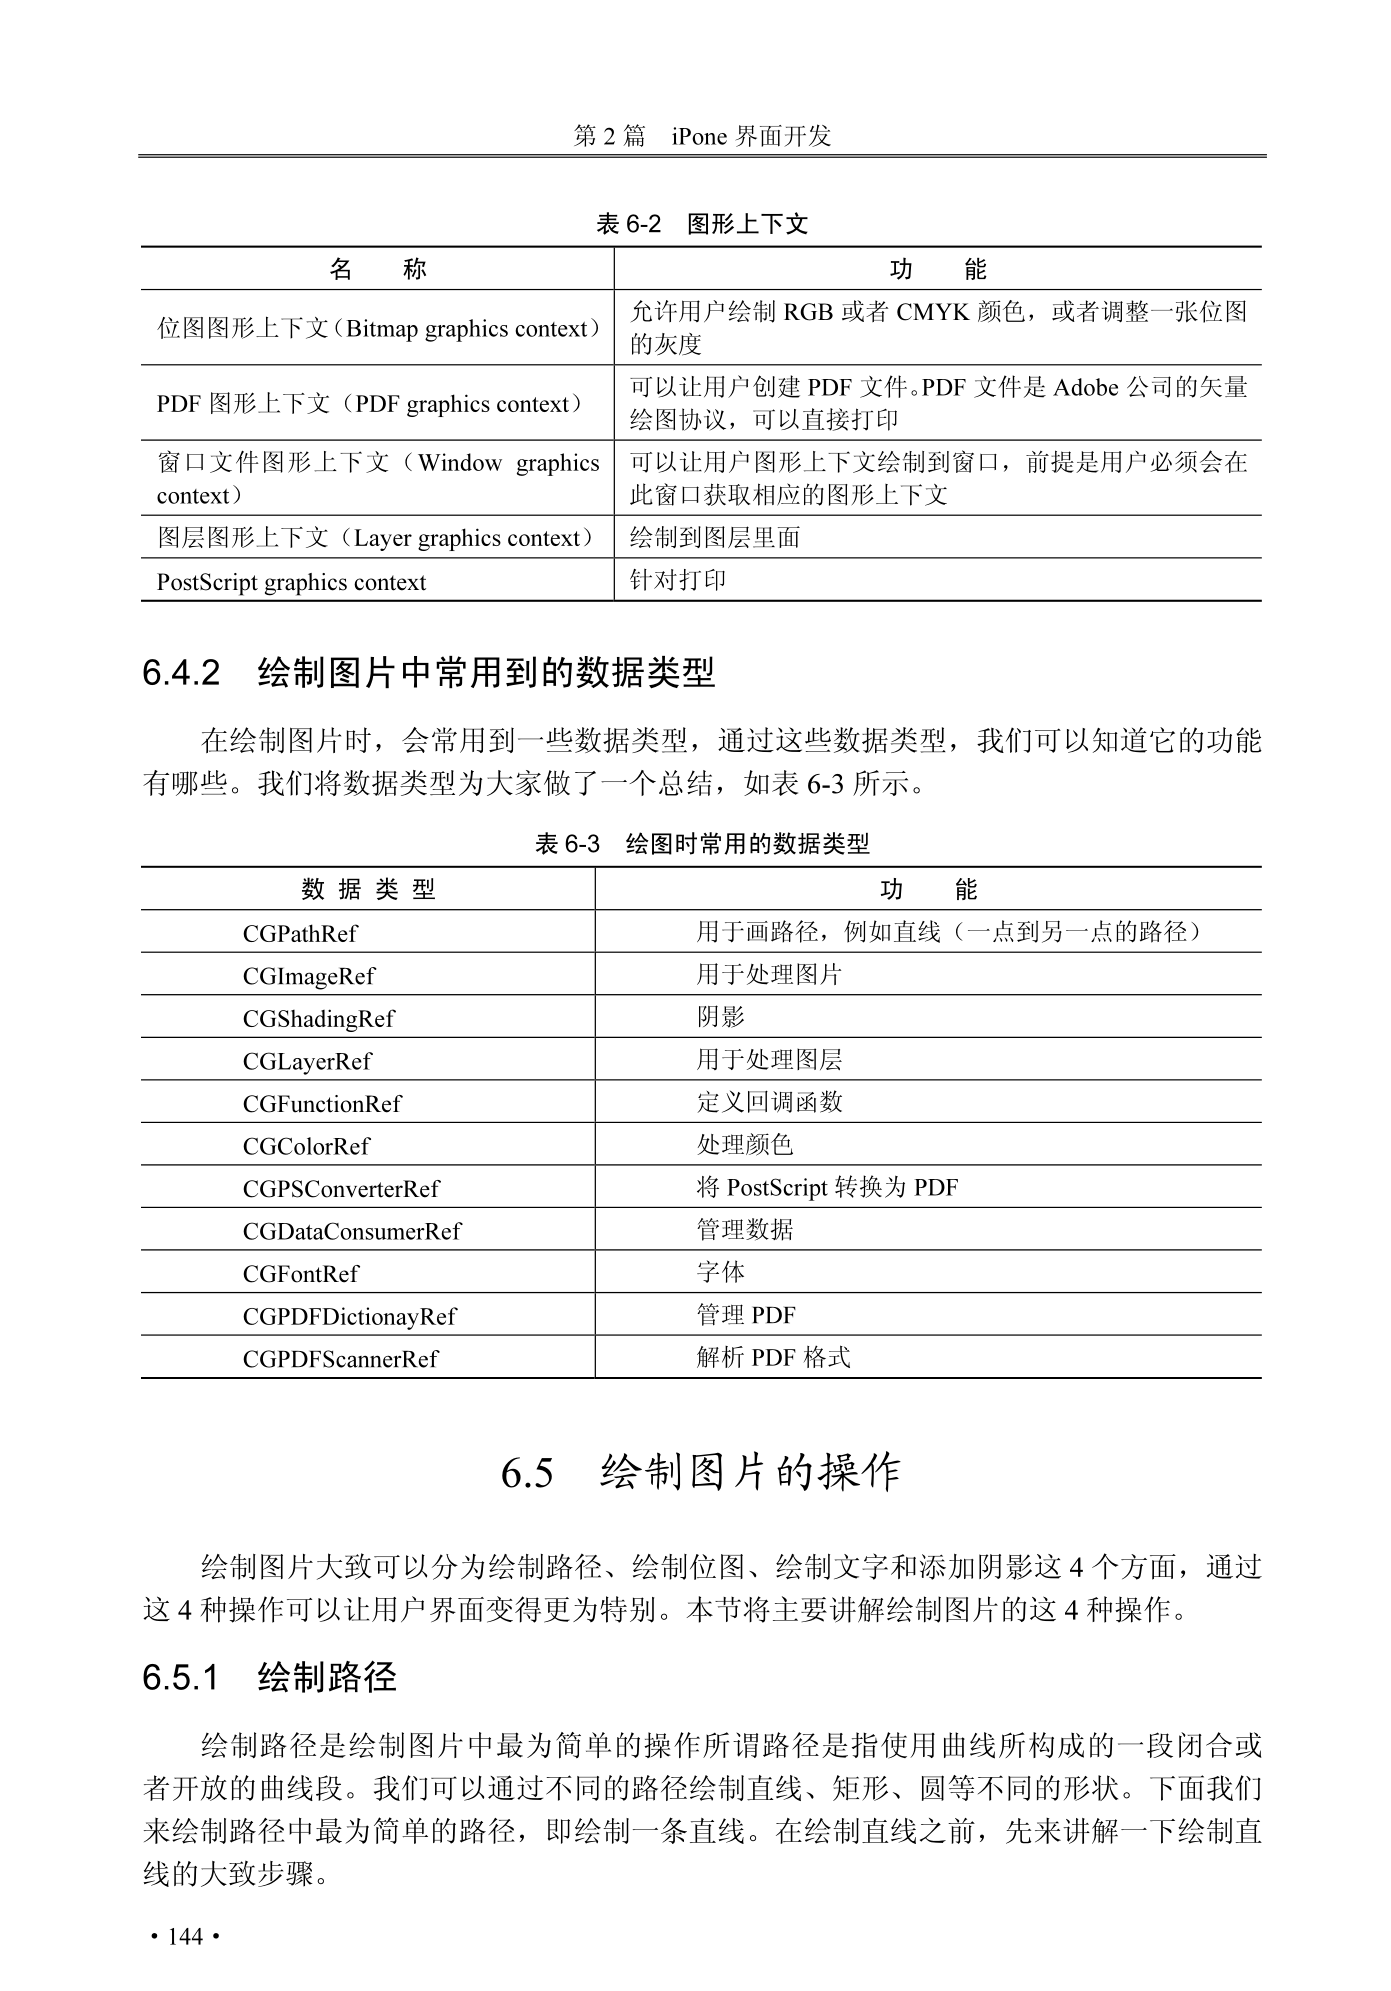 第 2 篇　iPone 界面开发
表 6-2　图形上下文
名　　称
功　　能
位图图形上下文（Bitmap graphics context）
允许用户绘制 RGB 或者 CMYK 颜色，或者调整一张位图
的灰度
PDF 图形上下文（PDF graphics context）
可以让用户创建 PDF 文件。PDF 文件是 Adobe 公司的矢量
绘图协议，可以直接打印
窗口文件图形上下文（Window graphics
context）
可以让用户图形上下文绘制到窗口，前提是用户必须会在
此窗口获取相应的图形上下文
图层图形上下文（Layer graphics context）
绘制到图层里面
PostScript graphics context
针对打印
6.4.2　绘制图片中常用到的数据类型
在绘制图片时，会常用到一些数据类型，通过这些数据类型，我们可以知道它的功能
有哪些。我们将数据类型为大家做了一个总结，如表 6-3 所示。
表 6-3　绘图时常用的数据类型
数 据 类 型
功　　能
CGPathRef
用于画路径，例如直线（一点到另一点的路径）
CGImageRef
用于处理图片
CGShadingRef
阴影
CGLayerRef
用于处理图层
CGFunctionRef
定义回调函数
CGColorRef
处理颜色
CGPSConverterRef
将 PostScript 转换为 PDF
CGDataConsumerRef
管理数据
CGFontRef
字体
CGPDFDictionayRef
管理 PDF
CGPDFScannerRef
解析 PDF 格式
6.5　绘制图片的操作
绘制图片大致可以分为绘制路径、绘制位图、绘制文字和添加阴影这 4 个方面，通过
这 4 种操作可以让用户界面变得更为特别。本节将主要讲解绘制图片的这 4 种操作。
6.5.1　绘制路径
绘制路径是绘制图片中最为简单的操作所谓路径是指使用曲线所构成的一段闭合或
者开放的曲线段。我们可以通过不同的路径绘制直线、矩形、圆等不同的形状。下面我们
来绘制路径中最为简单的路径，即绘制一条直线。在绘制直线之前，先来讲解一下绘制直
线的大致步骤。
• 144 •